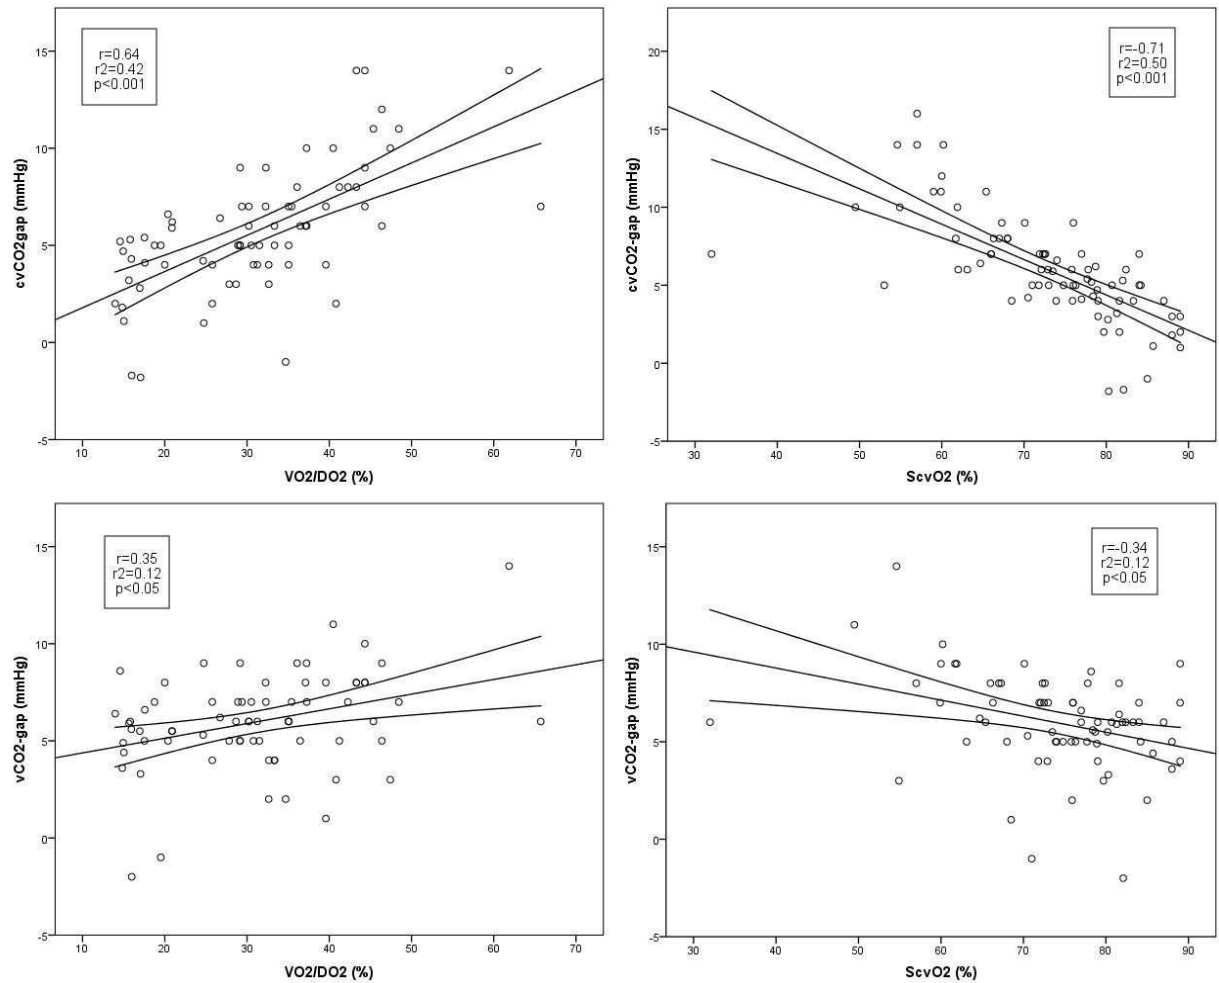 r=0.64
r2=0.42
p<0.001
15
10
5
0
-5
cvCO2gap (mmHg)
10 20 30 40 50 60 70
VO2/DO2 (%)
r=-0.71
r2=0.50
p<0.001
20
15
10
5
0
-5
cvCO2-gap (mmHg)
30 40 50 60 70 80 90
ScvO2 (%)
r=0.35
r2=0.12
p<0.05
15
10
5
0
-5
vCO2-gap (mmHg)
10 20 30 40 50 60 70
VO2/DO2 (%)
r=-0.34
r2=0.12
p<0.05
15
10
5
0
-5
vCO2-gap (mmHg)
30 40 50 60 70 80 90
ScvO2 (%)